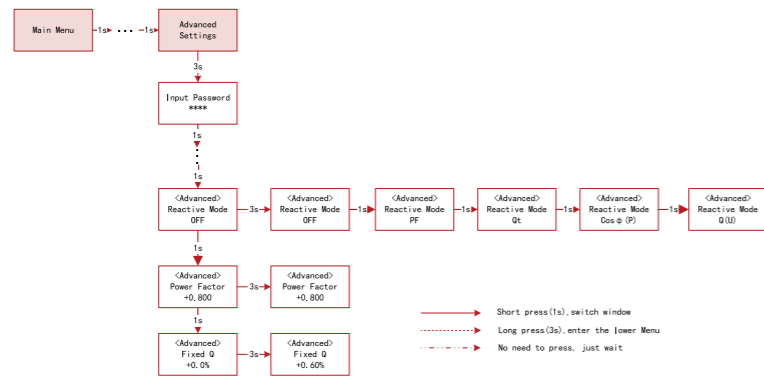 Main Menu
1s
1s
Advanced
Settings
3s
Input Password
****
1s
1s
<Advanced>
Reactive Mode
OFF
3s
<Advanced>
Reactive Mode
OFF
1s
<Advanced>
Reactive Mode
PF
1s
<Advanced>
Reactive Mode
Qt
1s
<Advanced>
Reactive Mode
Cosφ(P)
1s
<Advanced>
Reactive Mode
Q(U)
1s
<Advanced>
Power Factor
+0.800
3s
<Advanced>
Power Factor
+0.800
1s
<Advanced>
Fixed Q
+0.0%
3s
<Advanced>
Fixed Q
+0.60%
Short press(1s),switch window
Long press(3s),enter the lower Menu
No need to press, just wait